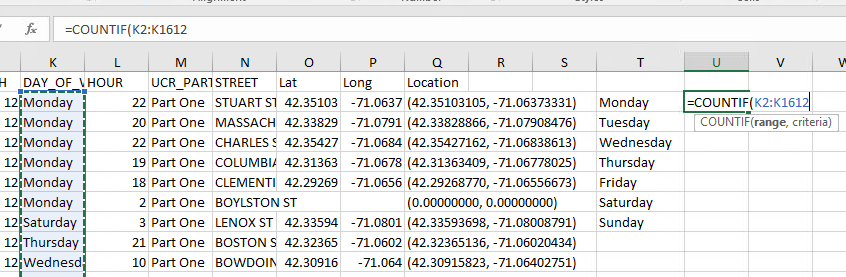 fx =COUNTIF(K2:K1612
K L M N O P Q R S T U V
DAY_OF_V HOUR UCR_PART STREET Lat Long Location
12 Monday 22 Part One STUART ST 42.35103 -71.0637 (42.35103105, -71.06373331) Monday =COUNTIF(K2:K1612
12 Monday 20 Part One MASSACH 42.33829 -71.0791 (42.33828866, -71.07908476) Tuesday COUNTIF(range, criteria)
12 Monday 22 Part One CHARLES S 42.35427 -71.0684 (42.35427162, -71.06838613) Wednesday
12 Monday 19 Part One COLUMBIA 42.31363 -71.0678 (42.31363409, -71.06778025) Thursday
12 Monday 18 Part One CLEMENTI 42.29269 -71.0656 (42.29268770, -71.06556673) Friday
12 Monday 2 Part One BOYLSTON ST (0.00000000, 0.00000000) Saturday
12 Saturday 3 Part One LENOX ST 42.33594 -71.0801 (42.33593698, -71.08008791) Sunday
12 Thursday 21 Part One BOSTON S 42.32365 -71.0602 (42.32365136, -71.06020434)
12 Wednesd 10 Part One BOWDOIN 42.30916 -71.064 (42.30915823, -71.06402751)